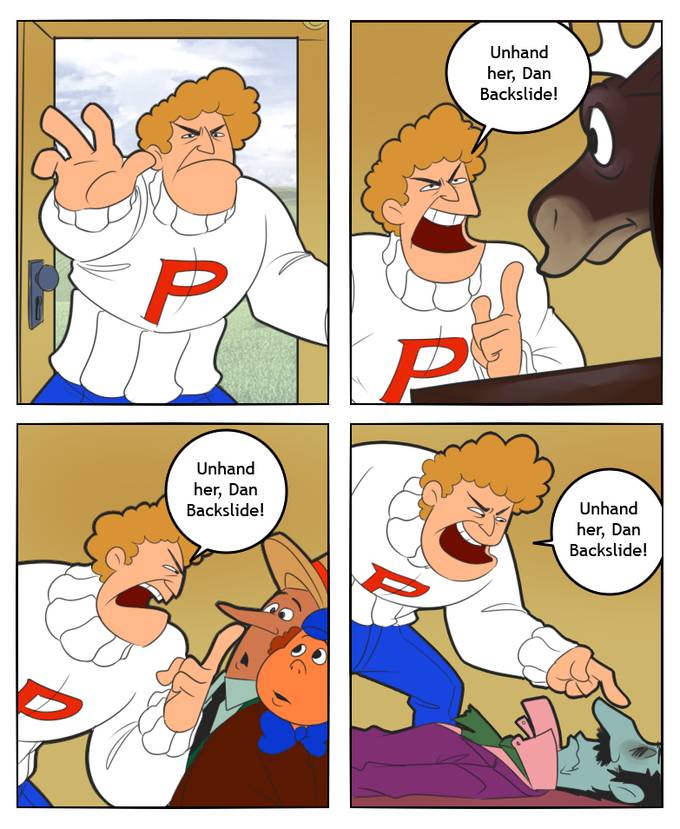 P
Unhand
her, Dan
Backslide!
P
Unhand
her, Dan
Backslide!
P
Unhand
her, Dan
Backslide!
P